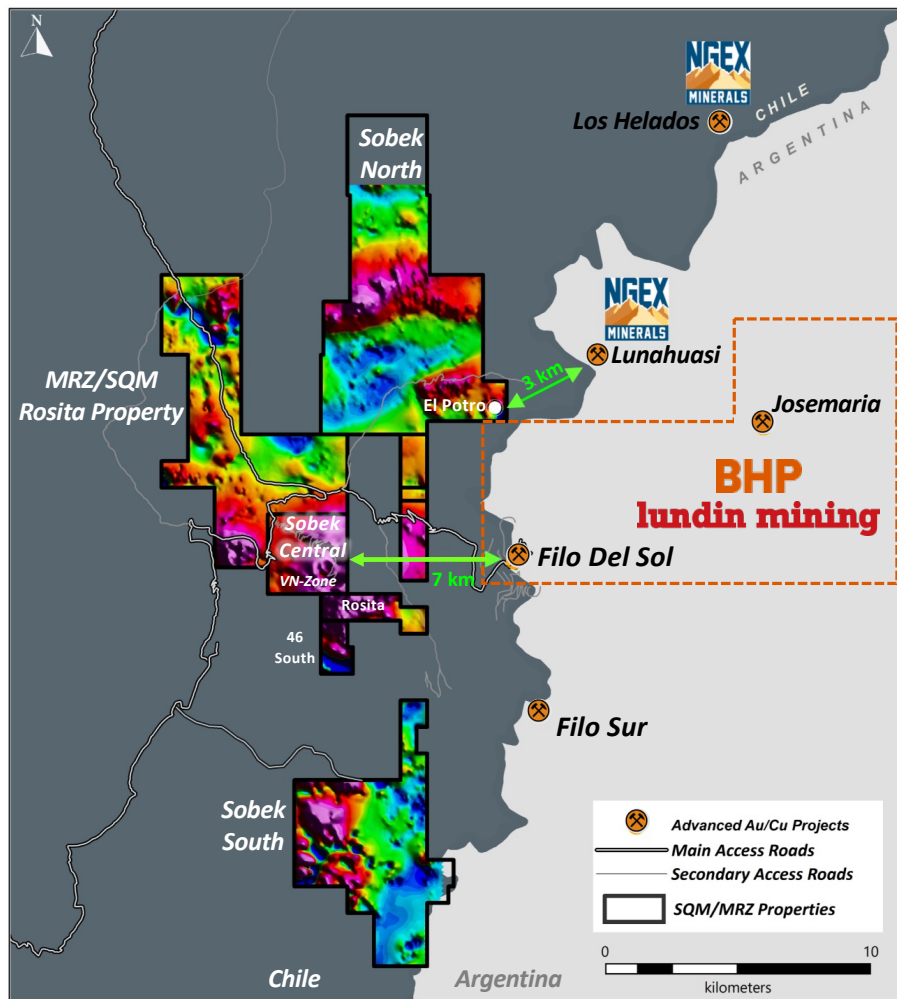 N
NGEX
MINERALS
Los Helados
CHILE
ARGENTINA
Sobek
North
NGEX
MINERALS
Lunahuasi
MRZ/SQM
Rosita Property
3 km
El Potro
Josemaria
BHP
lundin mining
Sobek
Central
VN-Zone
7 km
Filo Del Sol
Rosita
46
South
Filo Sur
Sobek
South
Advanced Au/Cu Projects
Main Access Roads
Secondary Access Roads
SQM/MRZ Properties
0
10
kilometers
Chile
Argentina